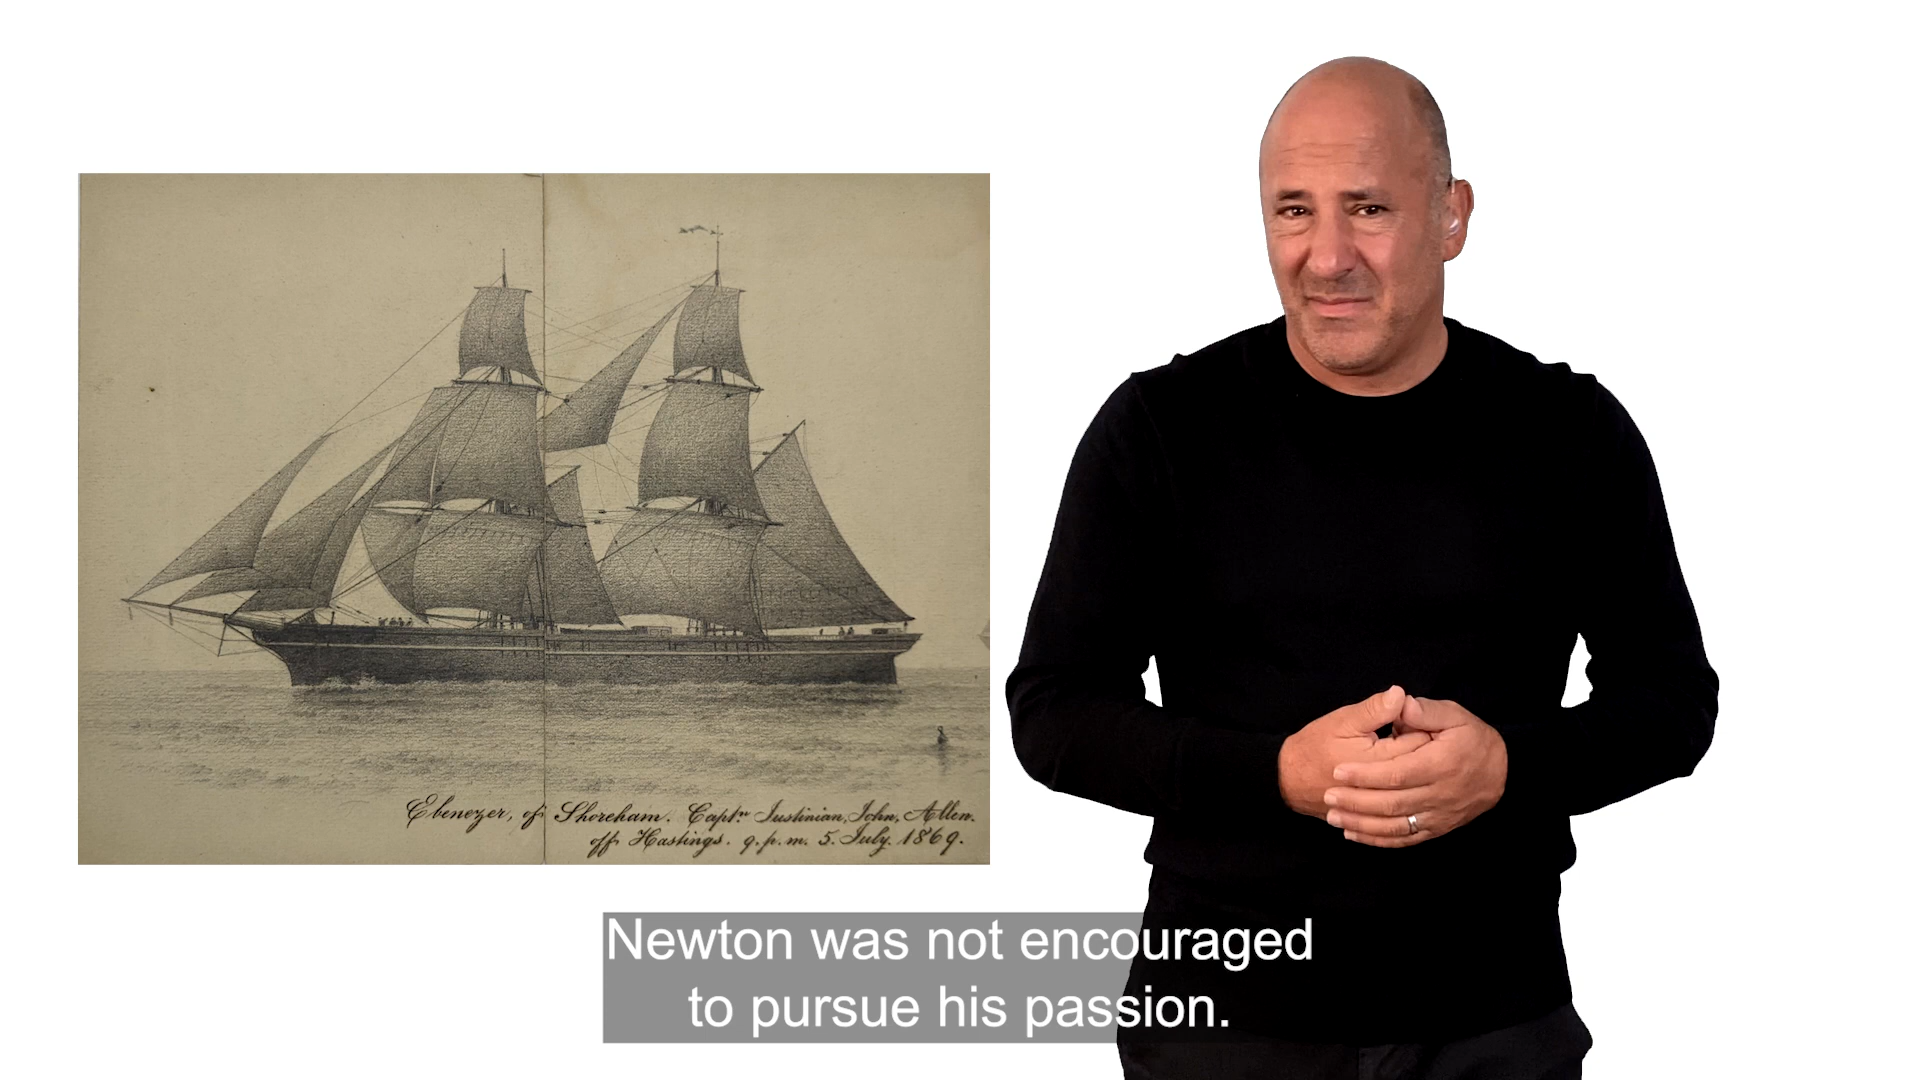 Ebenezer, of Shoreham. Captn. Justinian, John, Allen.
off Hastings. 9. p. m. 5. July. 1869.
Newton was not encouraged
to pursue his passion.